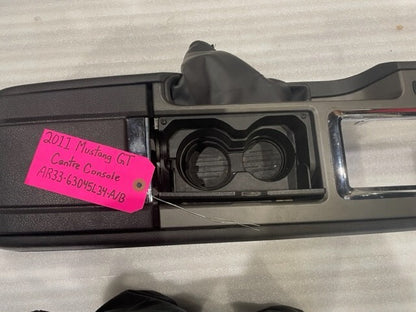 2011 Mustang GT
Centre Console
AR33-63045L34-A/B